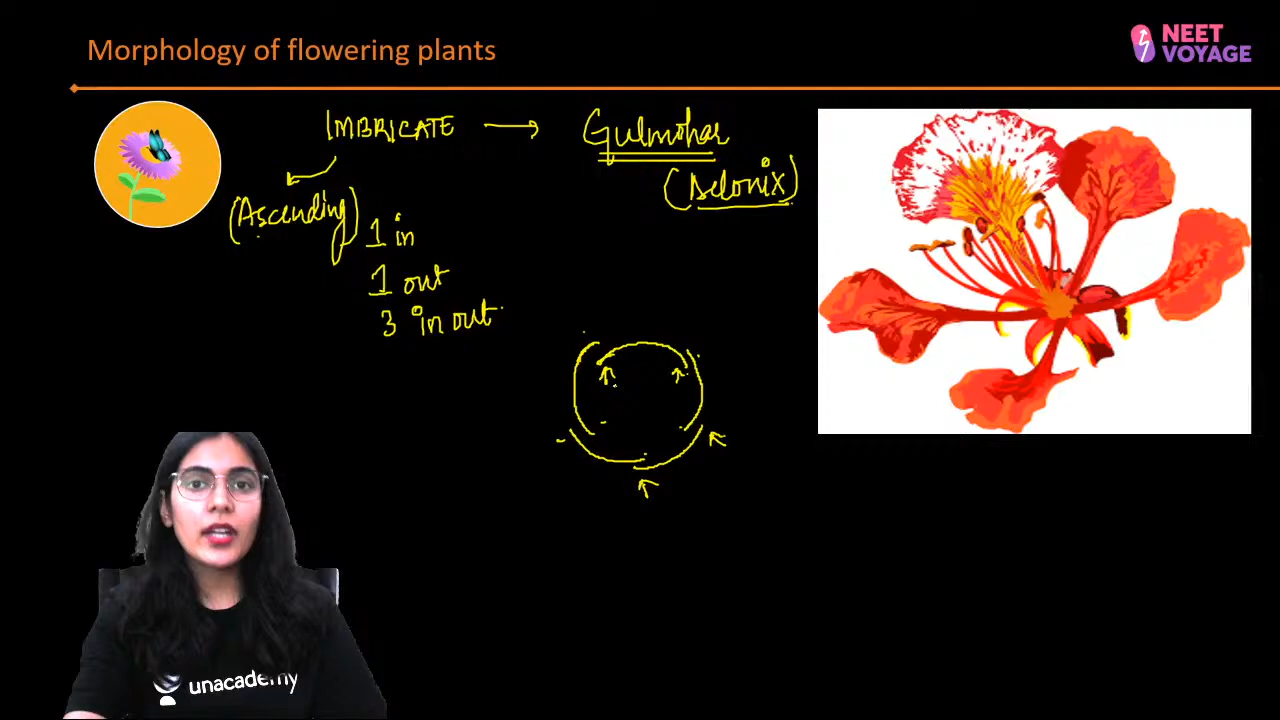 Morphology of flowering plants
NEET
VOYAGE
IMBRICATE → Gulmohar
(Delonix)
(Ascending)
1 in
1 out
3 in out
unacademy